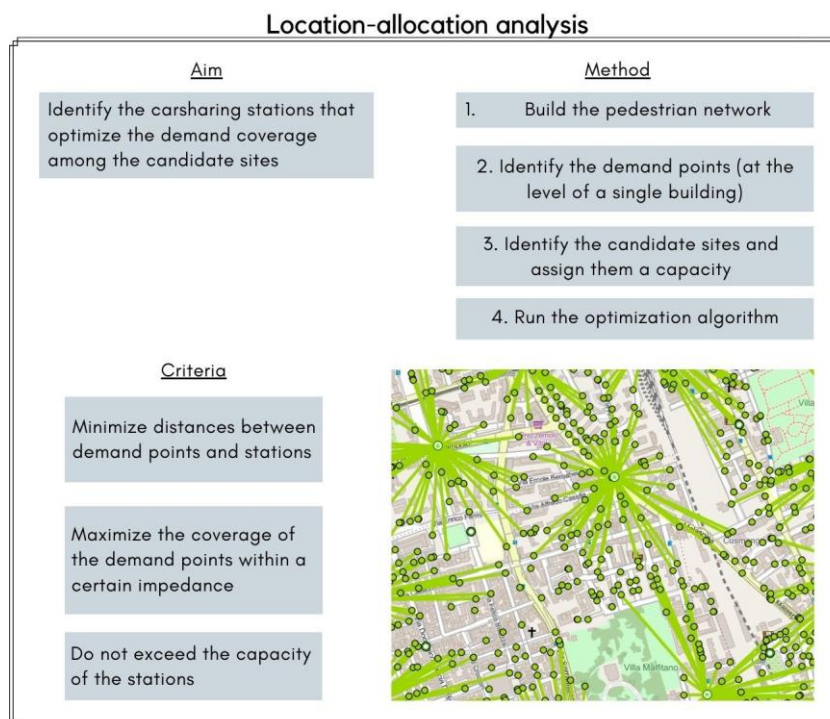 Location-allocation analysis
Aim
Identify the carsharing stations that
optimize the demand coverage
among the candidate sites
Method
1. Build the pedestrian network
2. Identify the demand points (at the
level of a single building)
3. Identify the candidate sites and
assign them a capacity
4. Run the optimization algorithm
Criteria
Minimize distances between
demand points and stations
Maximize the coverage of
the demand points within a
certain impedance
Do not exceed the capacity
of the stations
Villa
Via Alfredo Casella
Villa Malfitano